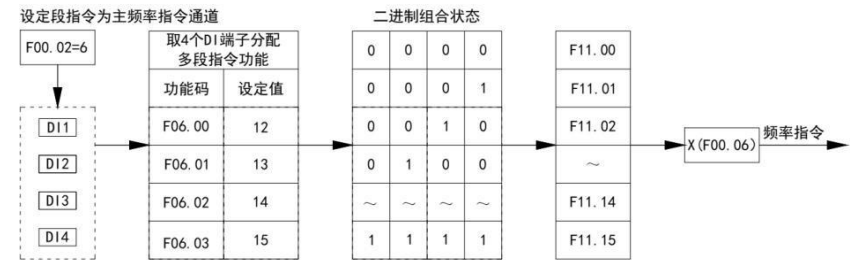 设定段指令为主频率指令通道
F00.02=6
DI1
DI2
DI3
DI4
取4个DI端子分配
多段指令功能
功能码 设定值
F06.00 12
F06.01 13
F06.02 14
F06.03 15
二进制组合状态
0 0 0 0
0 0 0 1
0 0 1 0
0 1 0 0
~ ~ ~ ~
1 1 1 1
F11.00
F11.01
F11.02
~
F11.14
F11.15
X(F00.06)
频率指令